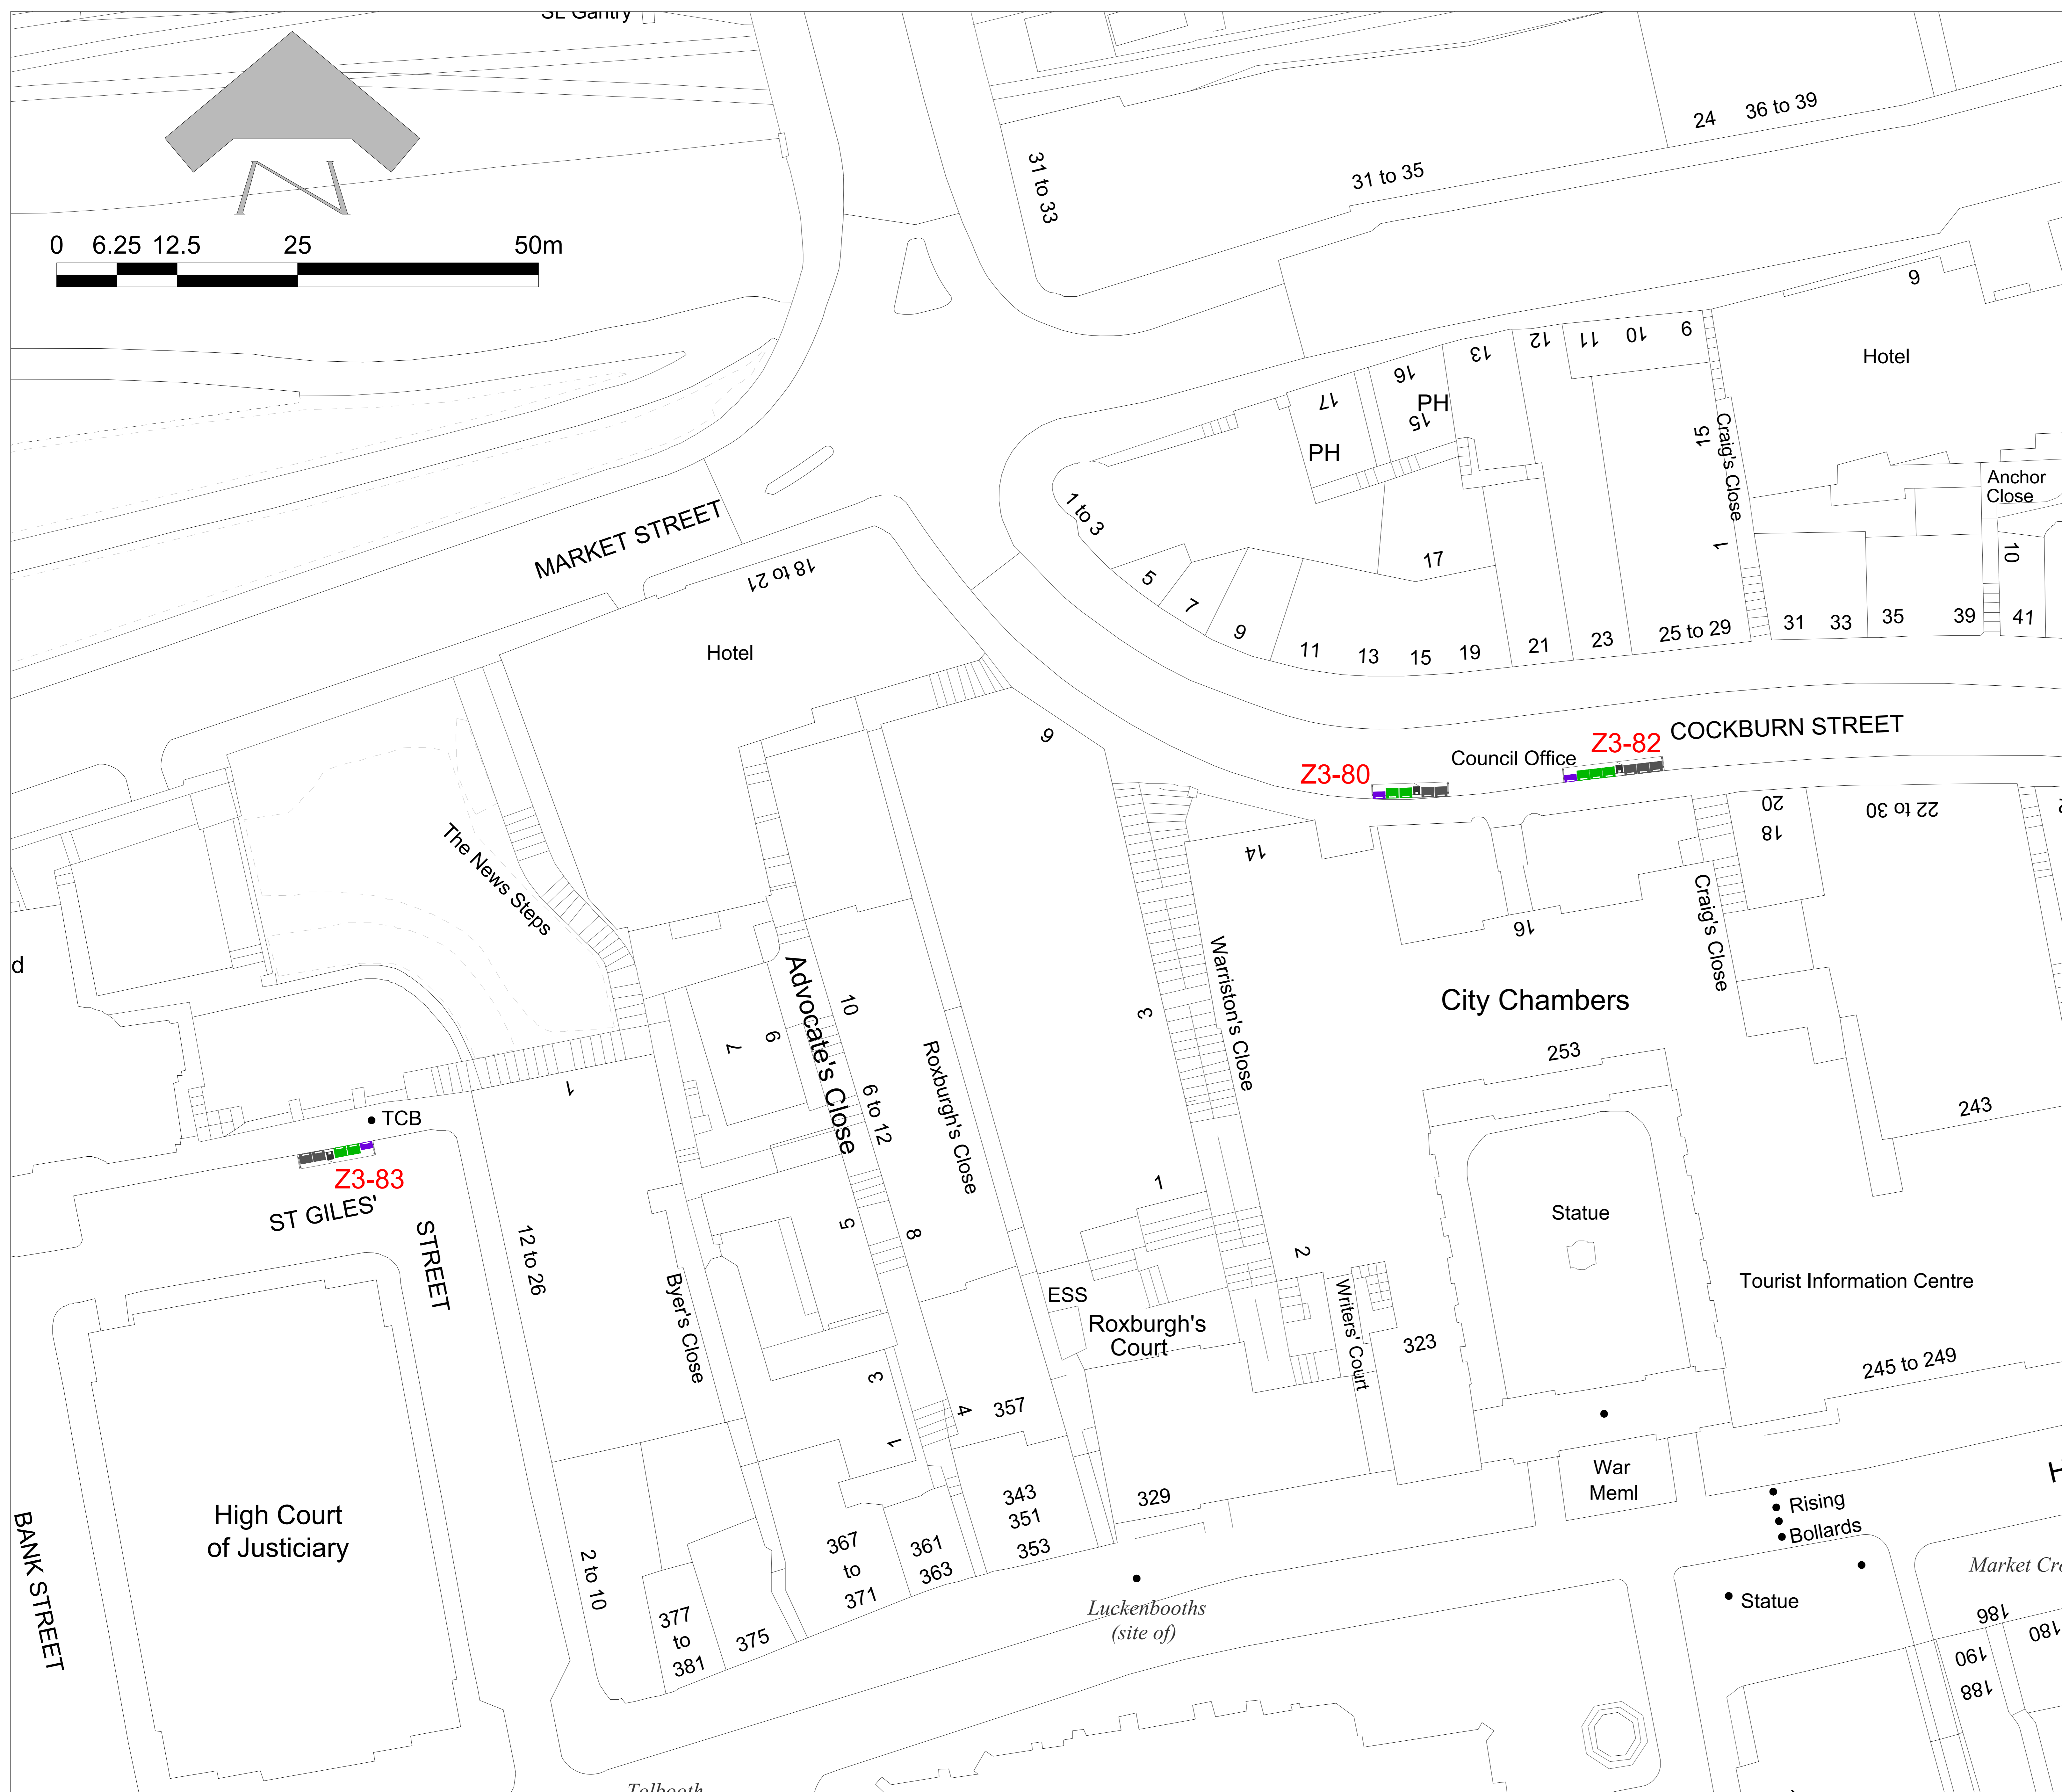 SL Gantry
0 6.25 12.5 25 50m
24 36 to 39
31 to 33
31 to 35
6
Hotel
17 16 13 12 11 10 9
PH
15
PH
15
Craig's Close
1
Anchor
Close
10
1 to 3
5
7
9
11 13 15 19
17
21 23 25 to 29
31 33 35 39 41
MARKET STREET
18 to 21
Hotel
COCKBURN STREET
Z3-82
Council Office
Z3-80
9
14
20
18
22 to 30
16
Craig's Close
The News Steps
d
Advocate's Close
10
9
7
6 to 12
Roxburgh's Close
3
Warriston's Close
City Chambers
253
243
1
TCB
Z3-83
ST GILES'
STREET
12 to 26
5
8
1
2
Statue
Byer's Close
ESS
Roxburgh's
Court
Writers' Court
323
Tourist Information Centre
245 to 249
3
4
357
1
High Court
of Justiciary
BANK STREET
2 to 10
377
to
381
375
367
to
371
361
363
343
351
353
329
War
Meml
Rising
Bollards
H
Luckenbooths
(site of)
Statue
Market Cro
186
180
190
188
Tolbooth